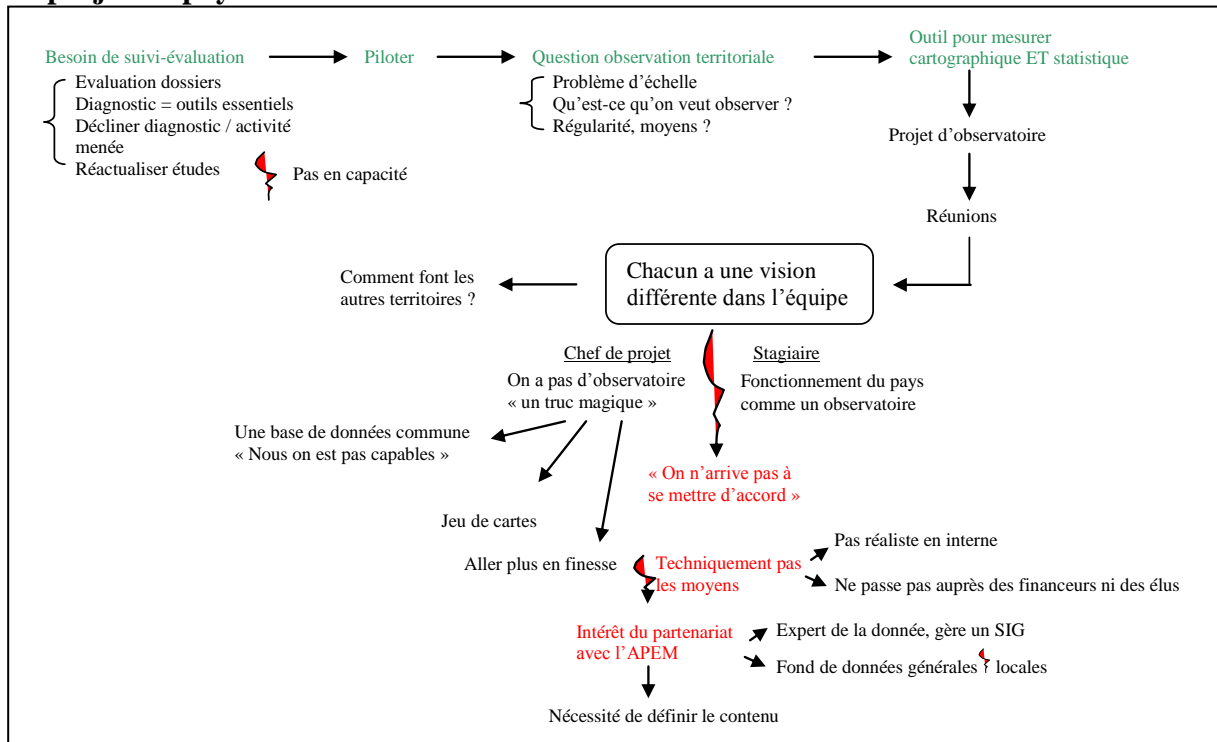 Besoin de suivi-évaluation
Piloter
Question observation territoriale
Outil pour mesurer
cartographique ET statistique
Evaluation dossiers
Diagnostic = outils essentiels
Décliner diagnostic / activité
menée
Réactualiser études
Pas en capacité
Problème d'échelle
Qu'est-ce qu'on veut observer ?
Régularité, moyens ?
Projet d'observatoire
Réunions
Chacun a une vision
différente dans l'équipe
Comment font les
autres territoires ?
Chef de projet
On a pas d'observatoire
« un truc magique »
Stagiaire
Fonctionnement du pays
comme un observatoire
Une base de données commune
« Nous on est pas capables »
« On n'arrive pas à
se mettre d'accord »
Jeu de cartes
Aller plus en finesse
Techniquement pas
les moyens
Pas réaliste en interne
Ne passe pas auprès des financeurs ni des élus
Intérêt du partenariat
avec l'APEM
Expert de la donnée, gère un SIG
Fond de données générales locales
Nécessité de définir le contenu